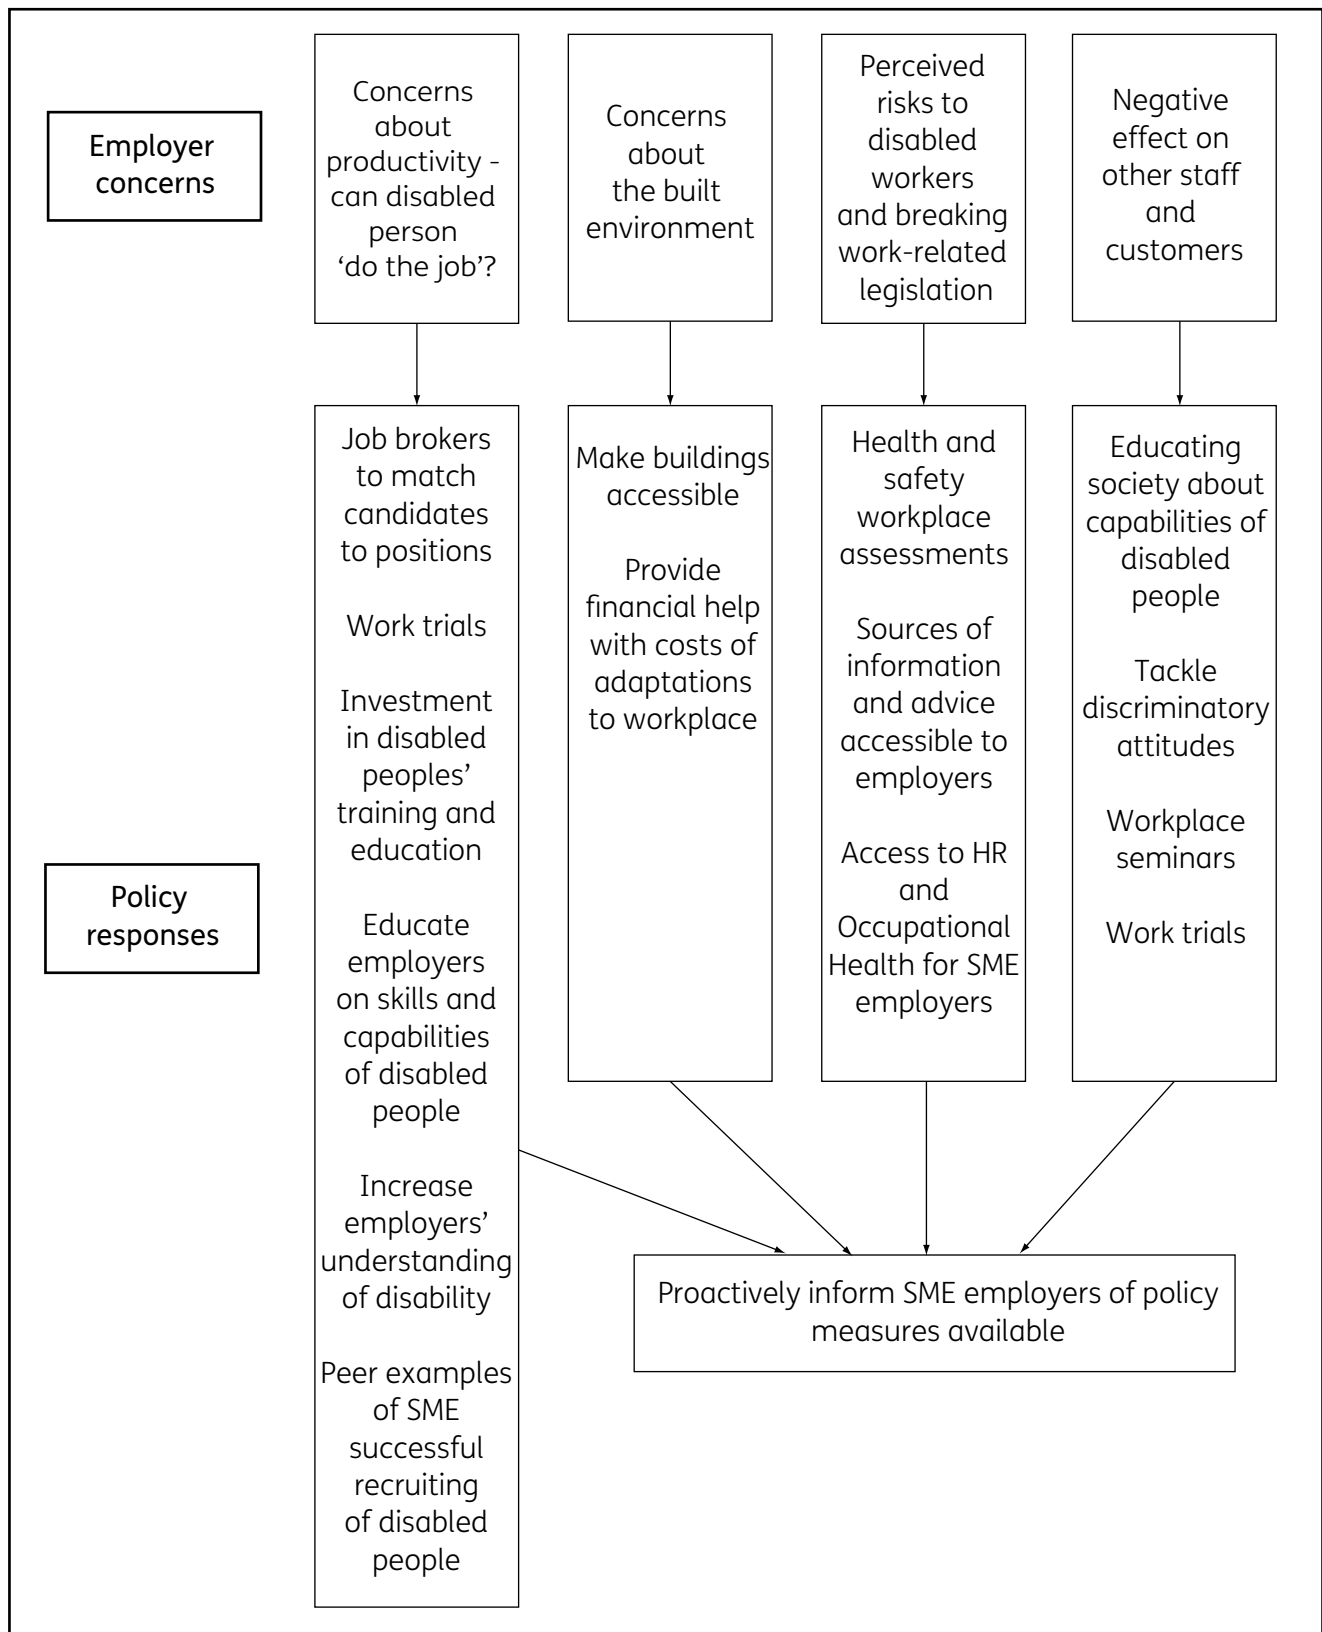 Employer
concerns
Concerns
about
productivity -
can disabled
person
‘do the job’?
Concerns
about
the built
environment
Perceived
risks to
disabled
workers
and breaking
work-related
legislation
Negative
effect on
other staff
and
customers
Policy
responses
Job brokers
to match
candidates
to positions
Work trials
Investment
in disabled
peoples’
training and
education
Educate
employers
on skills and
capabilities
of disabled
people
Increase
employers’
understanding
of disability
Peer examples
of SME
successful
recruiting
of disabled
people
Make buildings
accessible
Provide
financial help
with costs of
adaptations
to workplace
Health and
safety
workplace
assessments
Sources of
information
and advice
accessible to
employers
Access to HR
and
Occupational
Health for SME
employers
Educating
society about
capabilities of
disabled
people
Tackle
discriminatory
attitudes
Workplace
seminars
Work trials
Proactively inform SME employers of policy
measures available